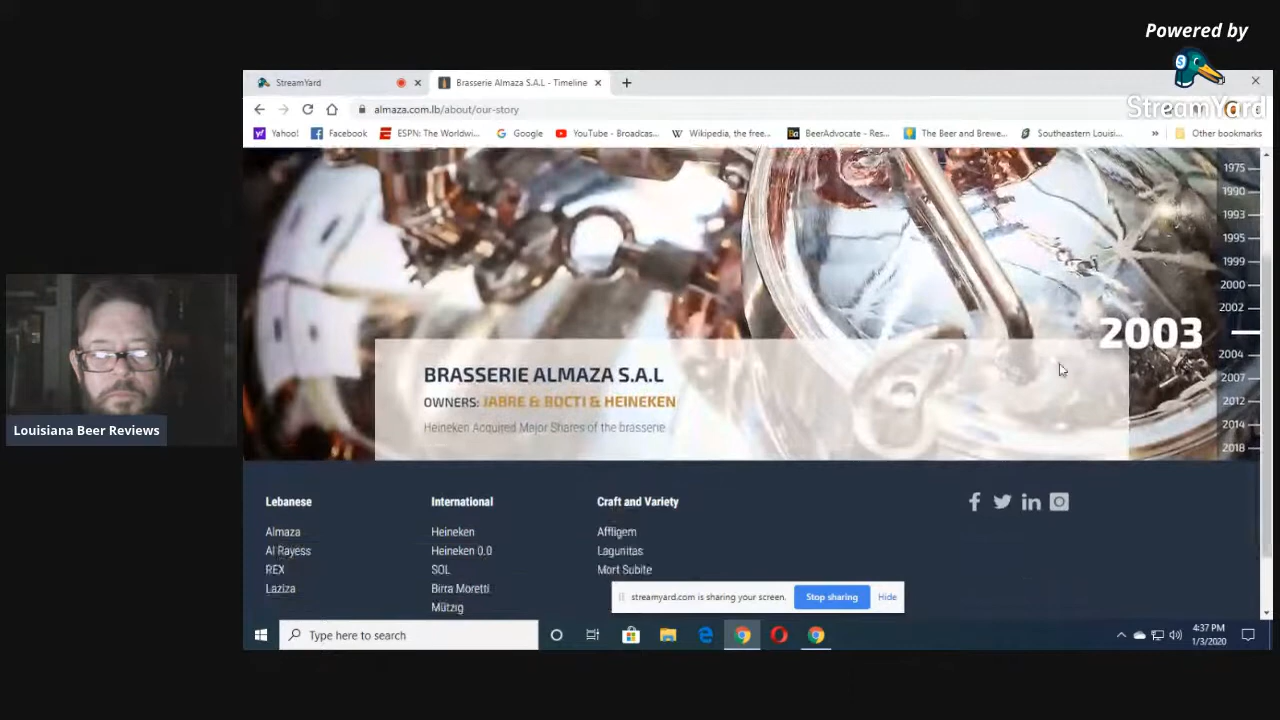 Powered by
StreamYard
StreamYard
Brasserie Almaza S.A.L - Timeline
almaza.com.lb/about/our-story
Yahoo!
Facebook
ESPN: The Worldwi...
Google
YouTube - Broadcas...
Wikipedia, the free...
BeerAdvocate - Res...
The Beer and Brewe...
Southeastern Louisi...
Other bookmarks
1975
1990
1993
1995
1999
2000
2002
2003
2004
2007
2012
2014
2018
BRASSERIE ALMAZA S.A.L
OWNERS: JABRE & BOCTI & HEINEKEN
Heineken Acquired Major Shares of the brasserie
Louisiana Beer Reviews
Lebanese
Almaza
Al Rayess
REX
Laziza
International
Heineken
Heineken 0.0
SOL
Birra Moretti
Mützig
Craft and Variety
Affligem
Lagunitas
Mort Subite
streamyard.com is sharing your screen.
Stop sharing
Hide
Type here to search
4:37 PM
1/3/2020